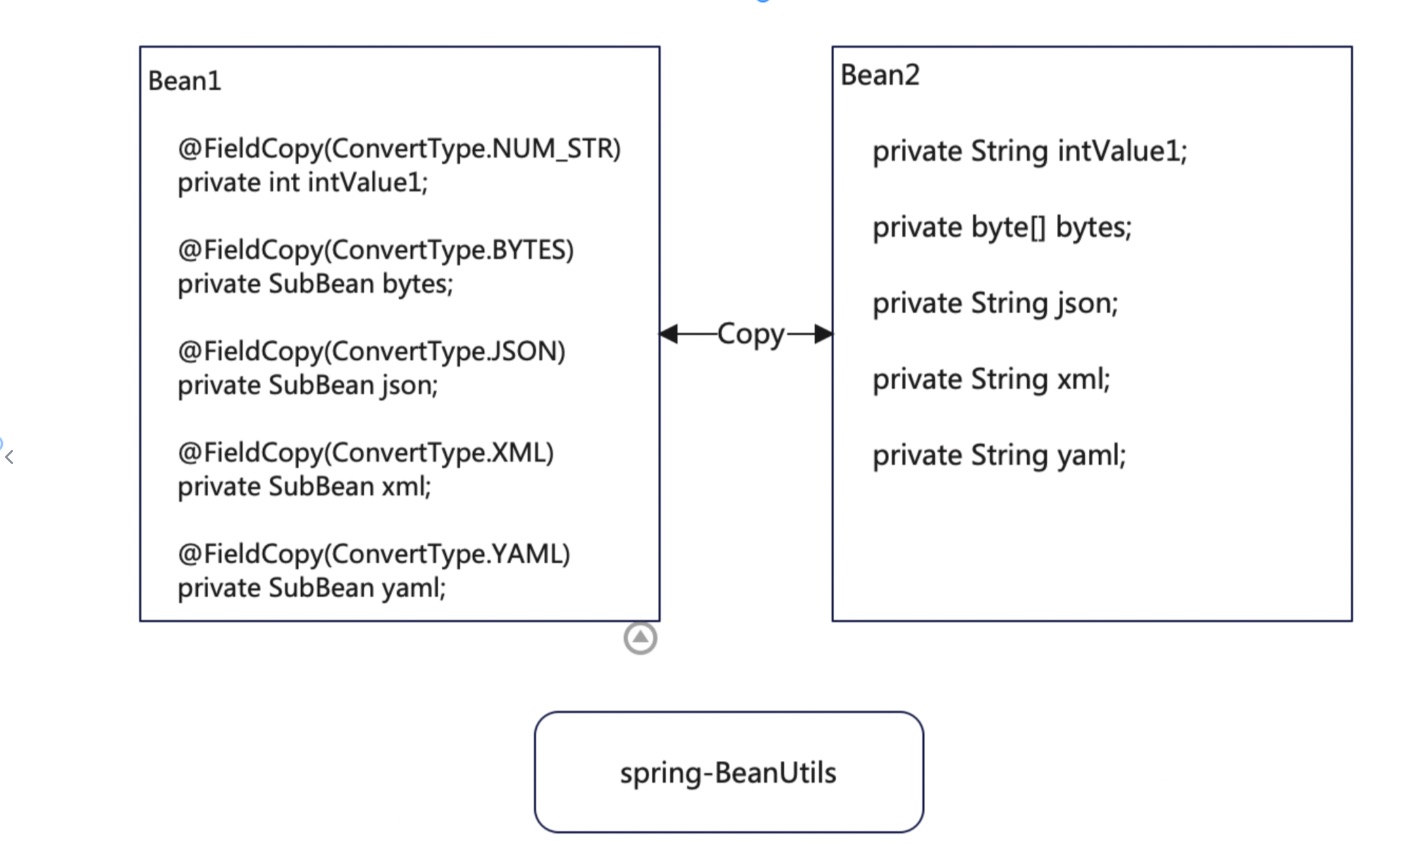 Bean1
@FieldCopy(ConvertType.NUM_STR)
private int intValue1;
@FieldCopy(ConvertType.BYTES)
private SubBean bytes;
@FieldCopy(ConvertType.JSON)
private SubBean json;
@FieldCopy(ConvertType.XML)
private SubBean xml;
@FieldCopy(ConvertType.YAML)
private SubBean yaml;
Copy
Bean2
private String intValue1;
private byte[] bytes;
private String json;
private String xml;
private String yaml;
spring-BeanUtils